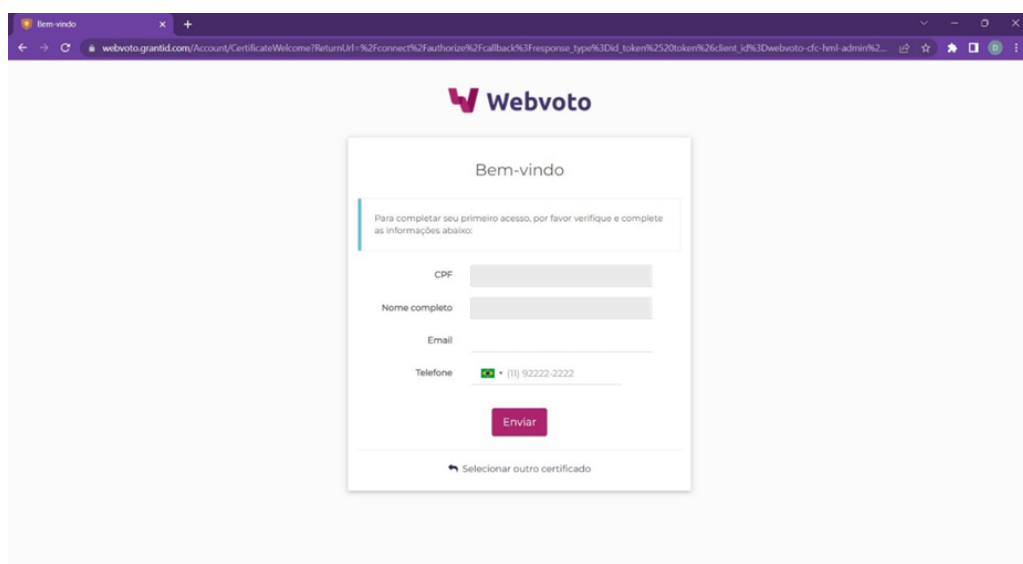 Bem-vindo
webvoto.grantid.com/Account/CertificateWelcome?ReturnUrl=%2Fconnect%2Fauthorize%2Fcallback%3Fresponse_type%3Did_token%2520token%26client_id%3Dwebvoto-cfc-hml-admin%2...
D
Webvoto
Bem-vindo
Para completar seu primeiro acesso, por favor verifique e complete
as informações abaixo:
CPF
Nome completo
Email
Telefone (11) 92222-2222
Enviar
Selecionar outro certificado